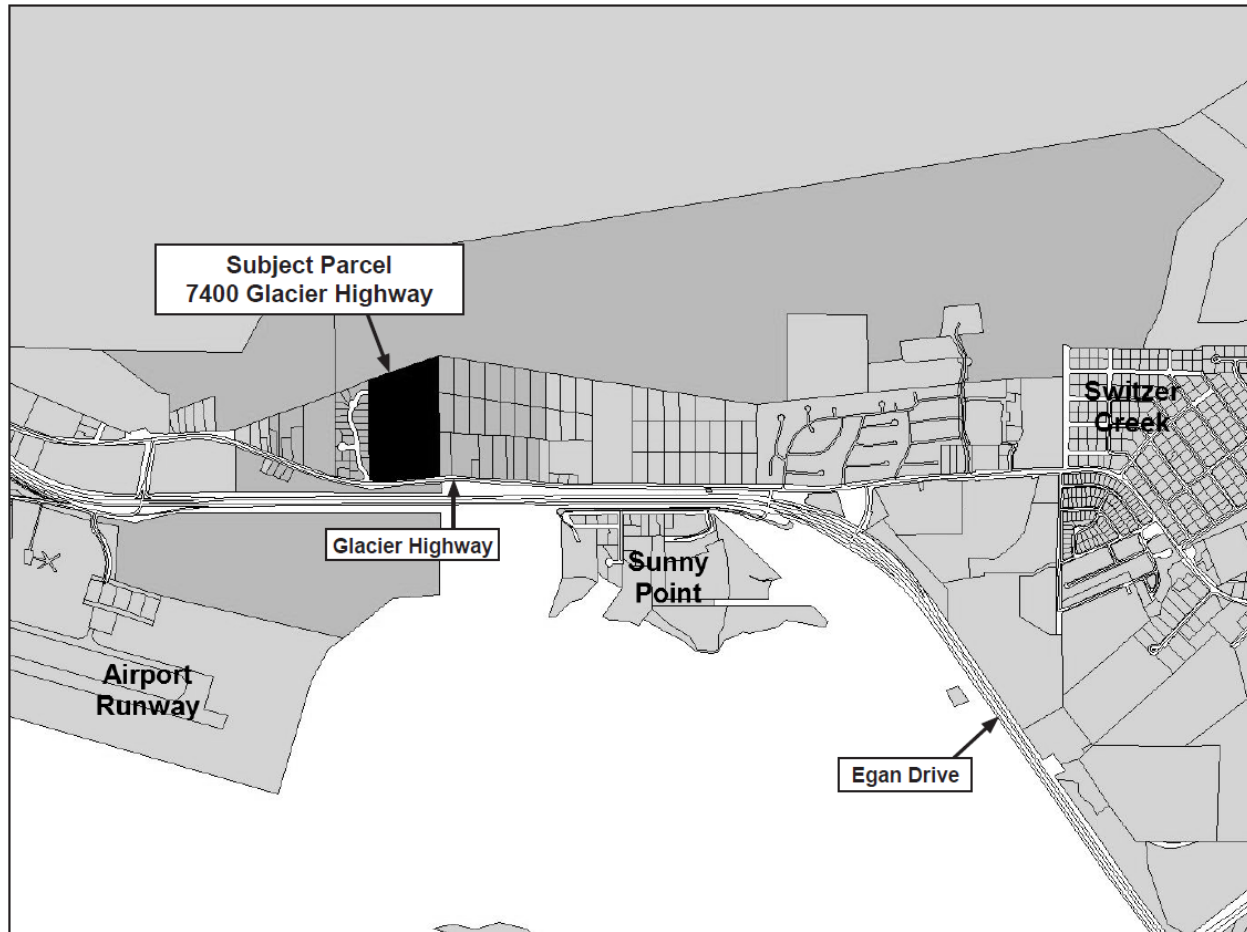 Subject Parcel
7400 Glacier Highway
Switzer
Creek
Glacier Highway
Sunny
Point
Airport
Runway
Egan Drive